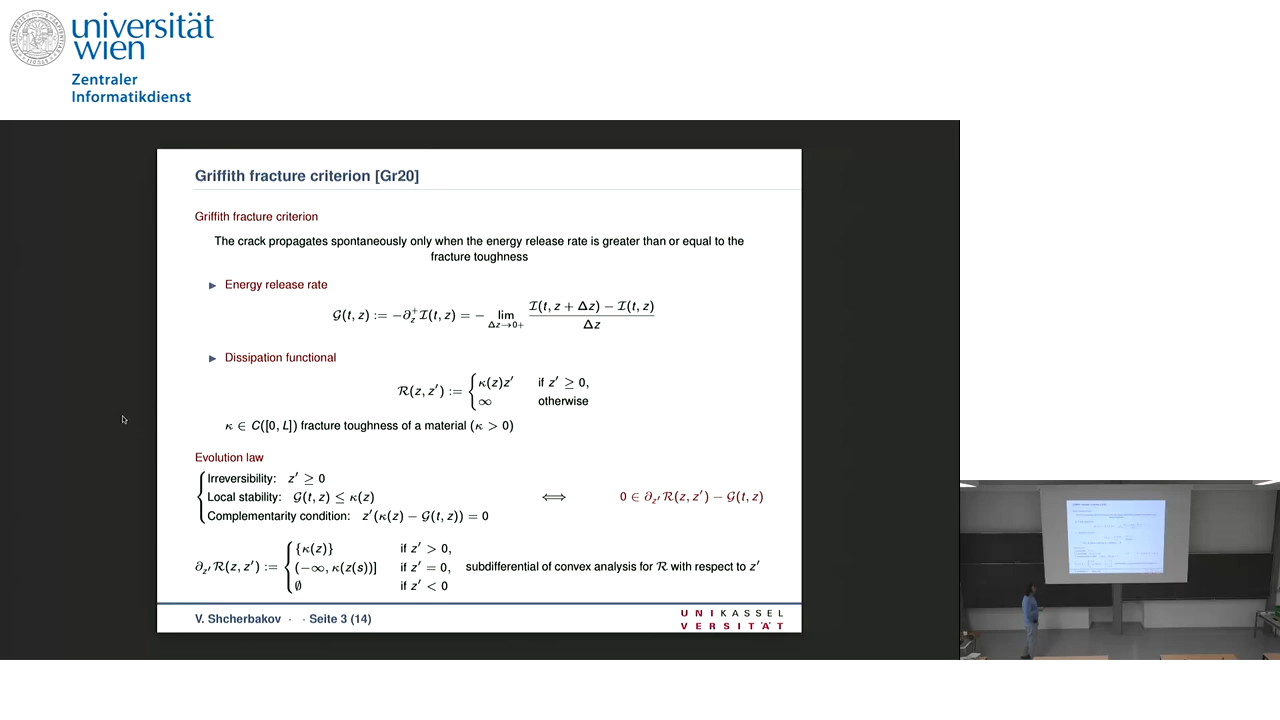 universität
wien
Zentraler
Informatikdienst
Griffith fracture criterion [Gr20]
Griffith fracture criterion
The crack propagates spontaneously only when the energy release rate is greater than or equal to the
fracture toughness
► Energy release rate
𝒢(t, z) := −∂_z^+ ℐ(t, z) = − lim_{Δz→0+} (ℐ(t, z + Δz) − ℐ(t, z)) / Δz
► Dissipation functional
ℛ(z, z′) := { κ(z)z′ if z′ ≥ 0,
∞ otherwise
κ ∈ C([0, L]) fracture toughness of a material (κ > 0)
Evolution law
Irreversibility: z′ ≥ 0
Local stability: 𝒢(t, z) ≤ κ(z) ⟺ 0 ∈ ∂_{z′}ℛ(z, z′) − 𝒢(t, z)
Complementarity condition: z′(κ(z) − 𝒢(t, z)) = 0
∂_{z′}ℛ(z, z′) := { {κ(z)} if z′ > 0,
(−∞, κ(z(s))] if z′ = 0, subdifferential of convex analysis for ℛ with respect to z′
∅ if z′ < 0
V. Shcherbakov · · Seite 3 (14)
UNIKASSEL
VERSITÄT